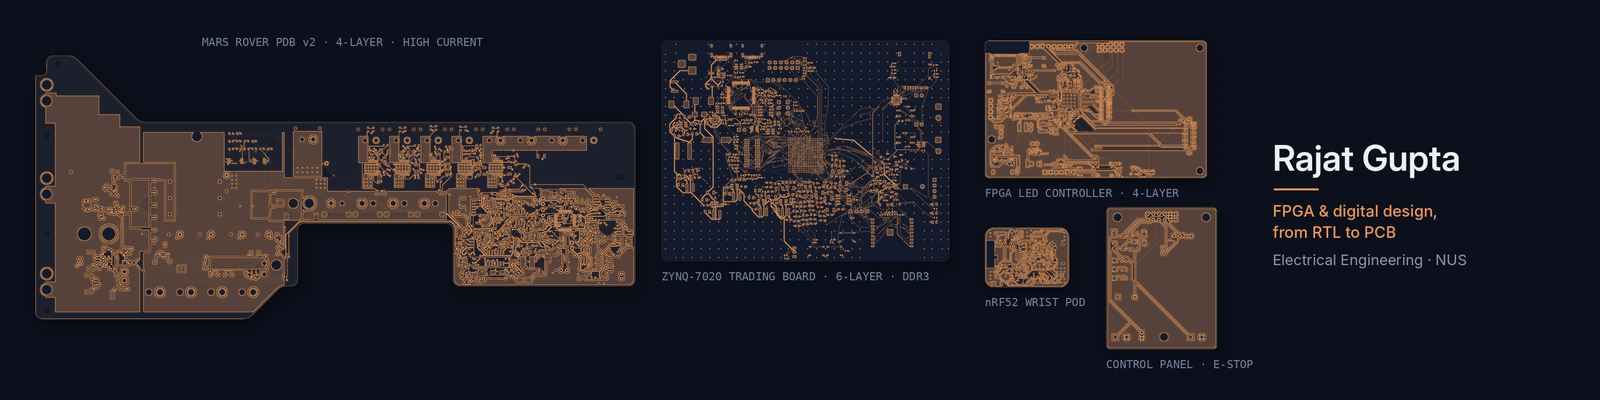 MARS ROVER PDB v2 · 4-LAYER · HIGH CURRENT
ZYNQ-7020 TRADING BOARD · 6-LAYER · DDR3
FPGA LED CONTROLLER · 4-LAYER
nRF52 WRIST POD
CONTROL PANEL · E-STOP
Rajat Gupta
FPGA & digital design,
from RTL to PCB
Electrical Engineering · NUS